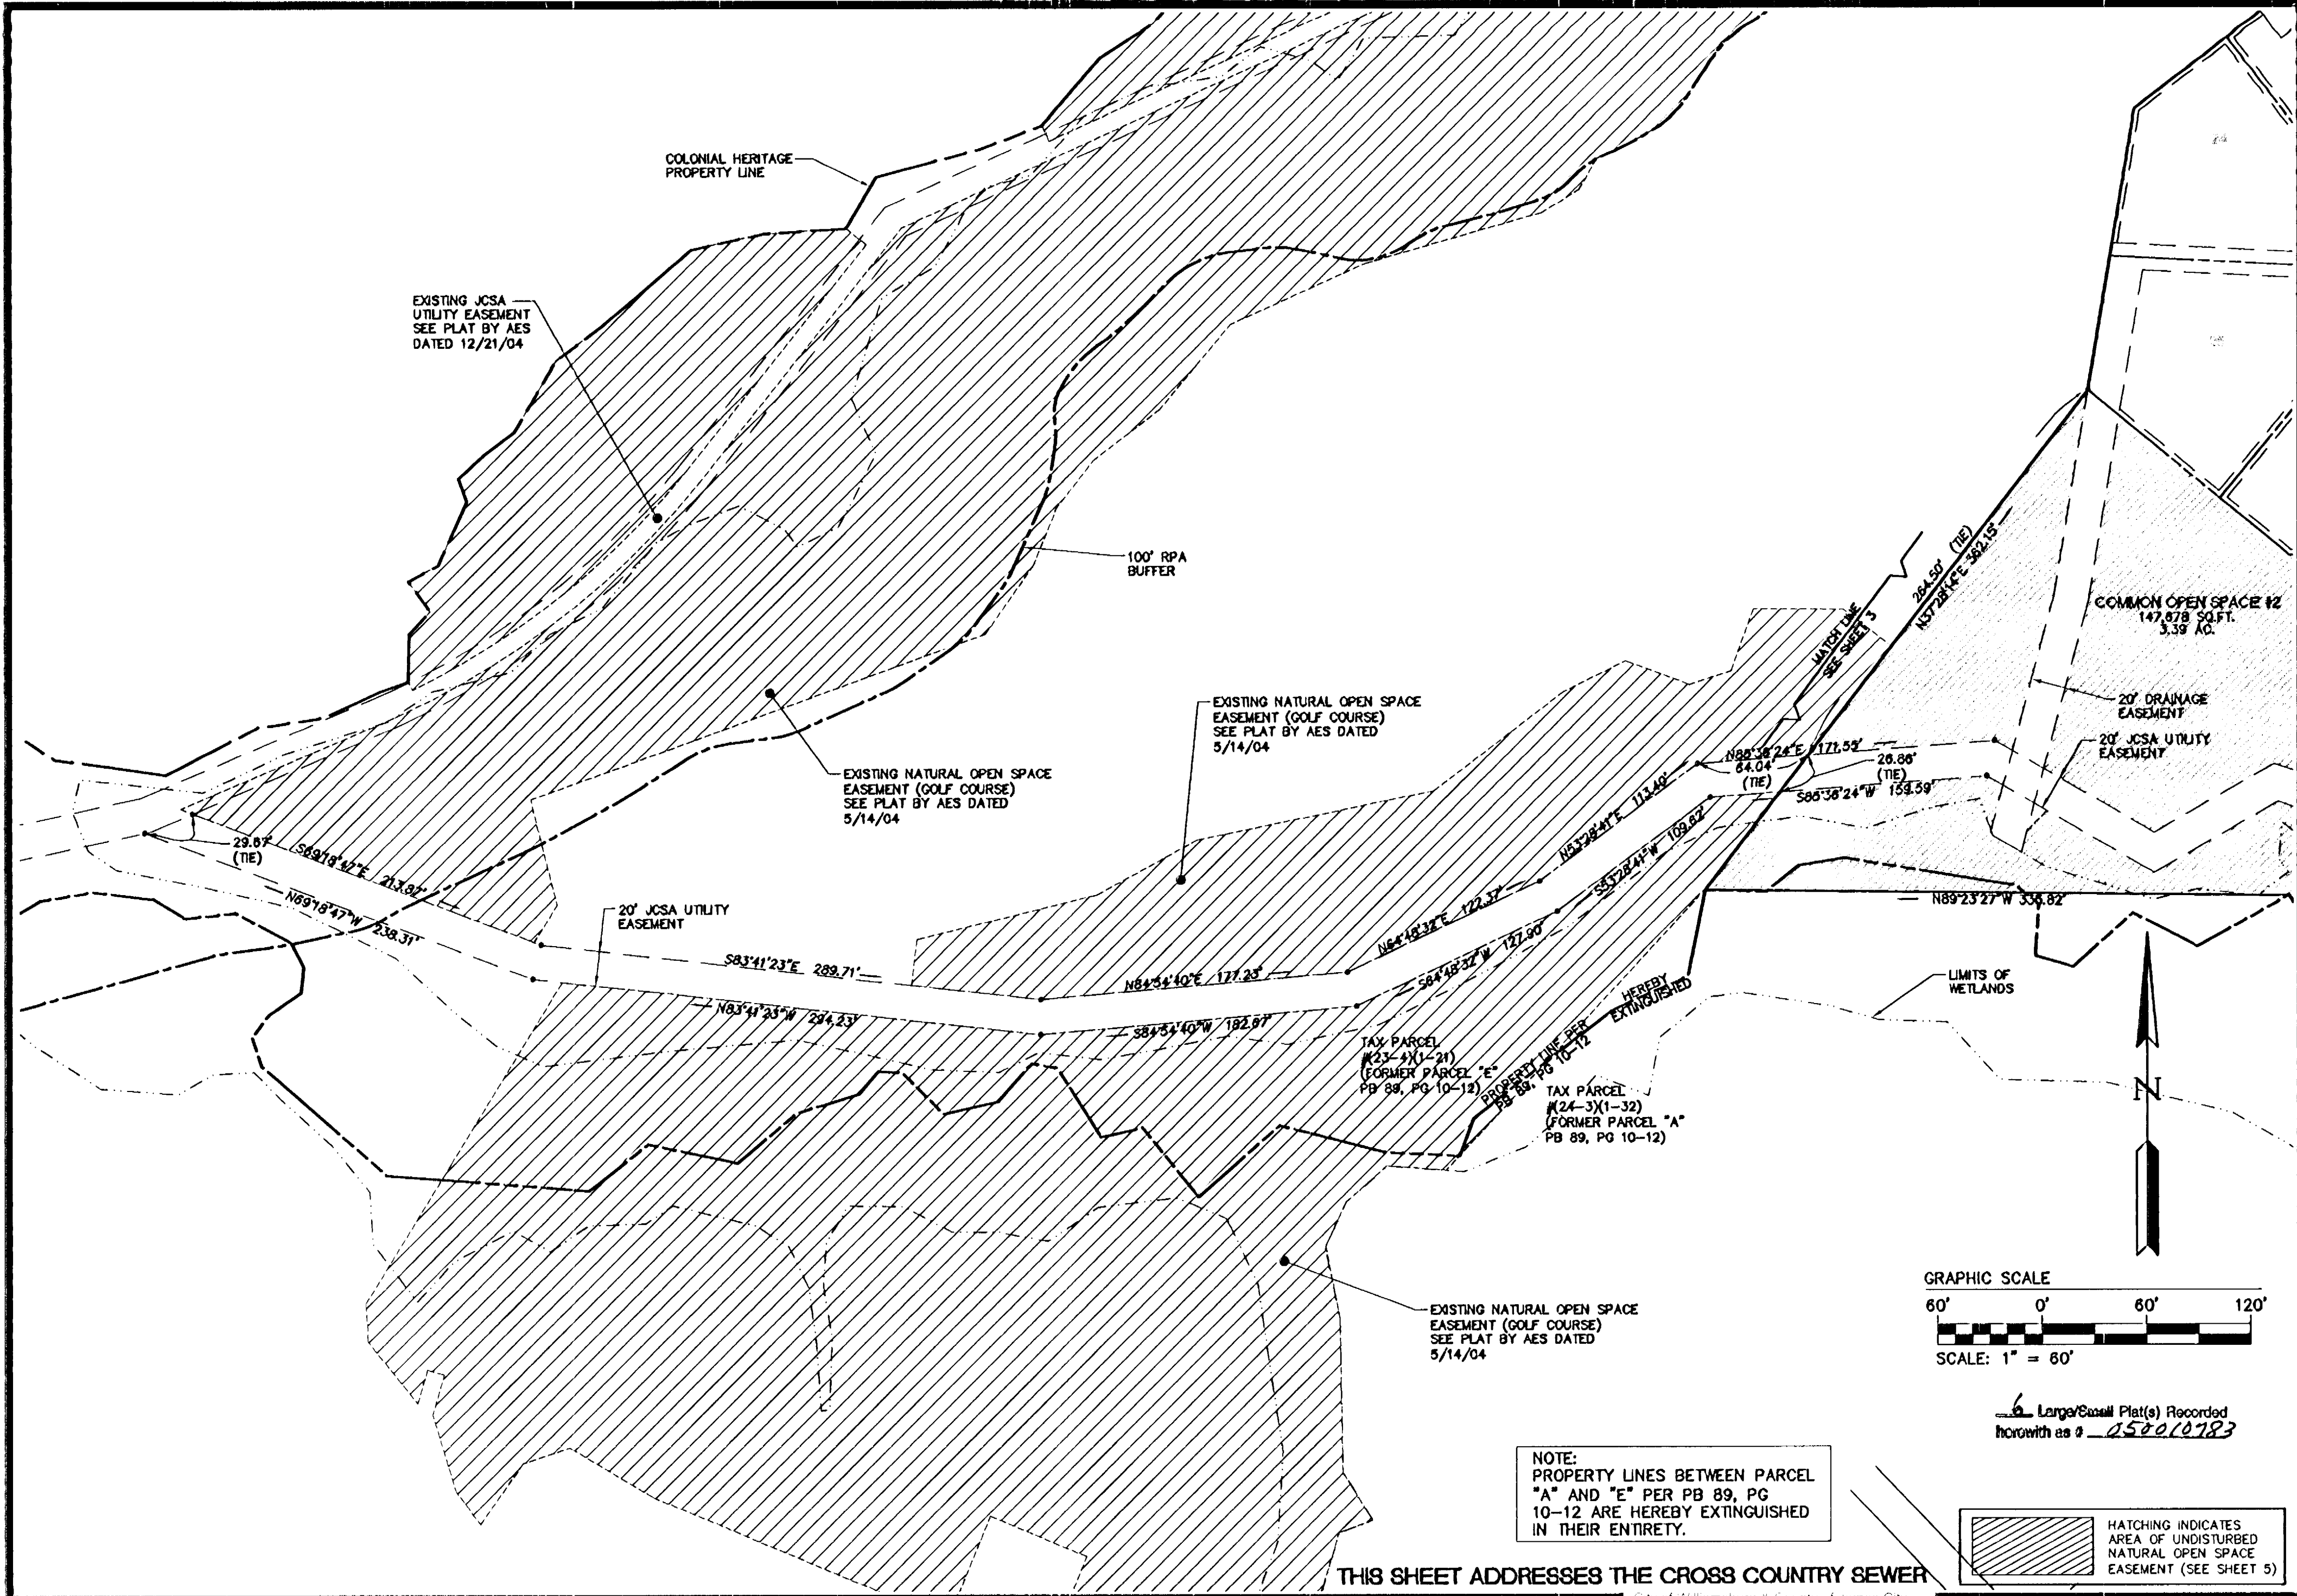 COLONIAL HERITAGE
PROPERTY LINE
EXISTING JCSA
UTILITY EASEMENT
SEE PLAT BY AES
DATED 12/21/04
100' RPA
BUFFER
EXISTING NATURAL OPEN SPACE
EASEMENT (GOLF COURSE)
SEE PLAT BY AES DATED
5/14/04
EXISTING NATURAL OPEN SPACE
EASEMENT (GOLF COURSE)
SEE PLAT BY AES DATED
5/14/04
MATCH LINE
SEE SHEET 3
264.50' (TIE)
N37°28'14"E 362.15'
COMMON OPEN SPACE #2
147,678 SQ.FT.
3.39 AC.
20' DRAINAGE
EASEMENT
20' JCSA UTILITY
EASEMENT
N86°36'24"E 171.55'
64.04'
(TIE)
26.86'
(TIE)
S86°36'24"W 159.59'
N53°28'41"E 113.40'
S53°28'41"W 109.62'
29.67'
(TIE)
S69°18'47"E 213.87'
N69°18'47"W 238.31'
20' JCSA UTILITY
EASEMENT
S83°41'23"E 289.71'
N83°41'23"W 294.23'
N84°54'40"E 177.23'
S84°54'40"W 182.67'
N64°48'32"E 122.37'
S64°48'32"W 127.90'
N89°23'27"W 336.82'
LIMITS OF
WETLANDS
HEREBY
EXTINGUISHED
PROPERTY LINE PER
PB 89, PG 10-12
TAX PARCEL
#(23-4)(1-21)
(FORMER PARCEL "E"
PB 89, PG 10-12)
TAX PARCEL
#(24-3)(1-32)
(FORMER PARCEL "A"
PB 89, PG 10-12)
N
EXISTING NATURAL OPEN SPACE
EASEMENT (GOLF COURSE)
SEE PLAT BY AES DATED
5/14/04
GRAPHIC SCALE
60' 0' 60' 120'
SCALE: 1" = 60'
6 Large/Small Plat(s) Recorded
herewith as # 050010783
NOTE:
PROPERTY LINES BETWEEN PARCEL
"A" AND "E" PER PB 89, PG
10-12 ARE HEREBY EXTINGUISHED
IN THEIR ENTIRETY.
HATCHING INDICATES
AREA OF UNDISTURBED
NATURAL OPEN SPACE
EASEMENT (SEE SHEET 5)
THIS SHEET ADDRESSES THE CROSS COUNTRY SEWER